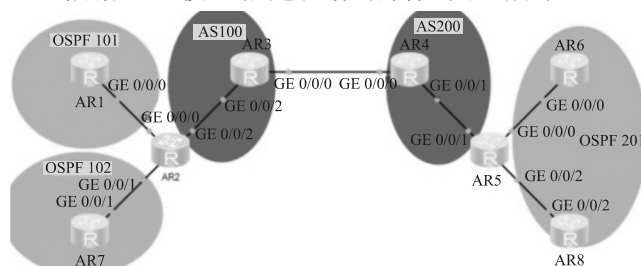 OSPF 101
AS100
AS200
AR3
AR4
AR6
GE 0/0/0
GE 0/0/0
GE 0/0/0
GE 0/0/1
AR1
GE 0/0/2
GE 0/0/0
GE 0/0/0
GE 0/0/2
GE 0/0/1
GE 0/0/0
OSPF 201
OSPF 102
AR2
AR5
GE 0/0/1
GE 0/0/2
GE 0/0/1
GE 0/0/2
AR7
AR8